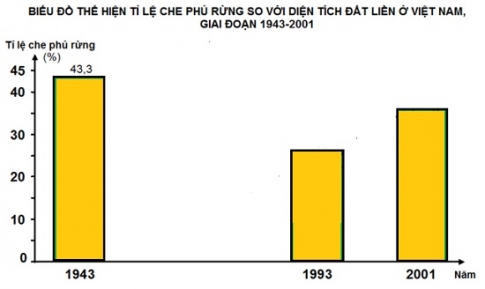 BIỂU ĐỒ THỂ HIỆN TỈ LỆ CHE PHỦ RỪNG SO VỚI DIỆN TÍCH ĐẤT LIỀN Ở VIỆT NAM,
GIAI ĐOẠN 1943-2001
Tỉ lệ che phủ rừng
(%)
45
43,3
40
30
20
10
0
1943
1993
2001
Năm